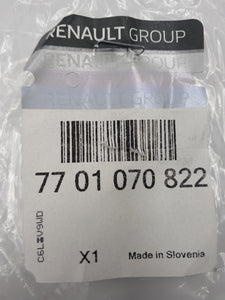 RENAULT GROUP
RENAULT GROUP
77 01 070 822
X1
Made in Slovenia